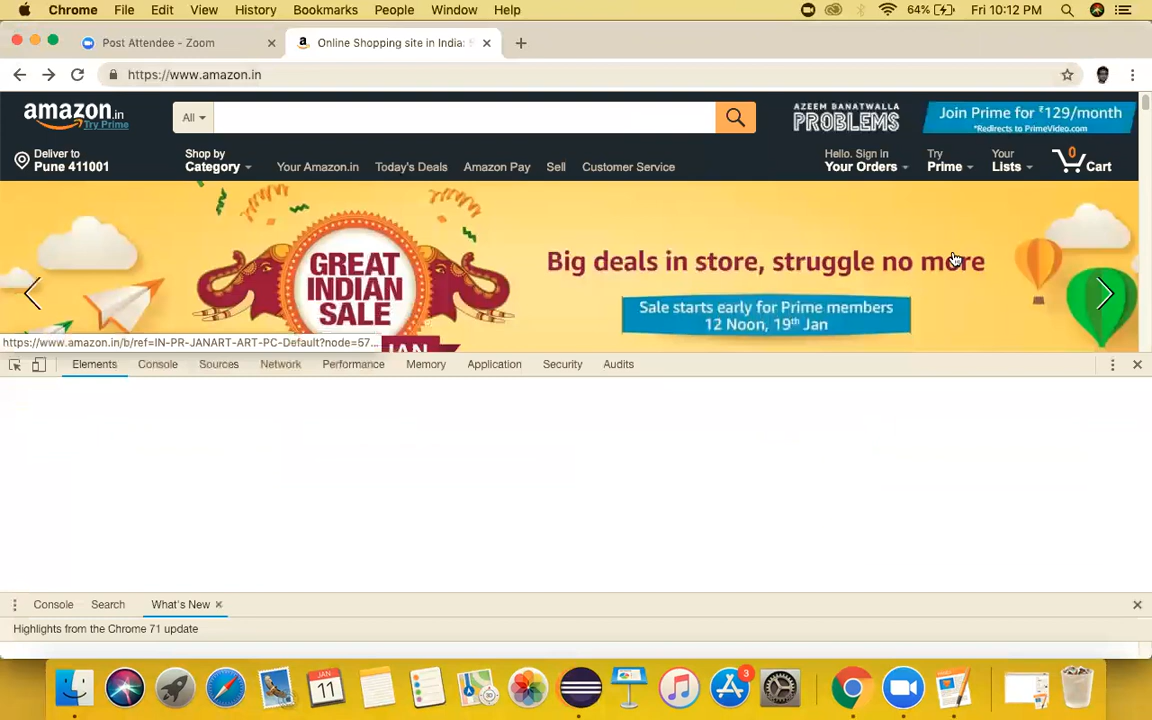 Chrome File Edit View History Bookmarks People Window Help 64% Fri 10:12 PM
Post Attendee - Zoom × Online Shopping site in India: × +
https://www.amazon.in
amazon.in
Try Prime
All
AZEEM BANATWALLA
PROBLEMS
Join Prime for ₹129/month
*Redirects to PrimeVideo.com
Deliver to
Pune 411001
Shop by
Category
Your Amazon.in Today's Deals Amazon Pay Sell Customer Service
Hello. Sign in
Your Orders
Try
Prime
Your
Lists
0
Cart
GREAT
INDIAN
SALE
JAN
Big deals in store, struggle no more
Sale starts early for Prime members
12 Noon, 19th Jan
https://www.amazon.in/b/ref=IN-PR-JANART-ART-PC-Default?node=57...
Elements Console Sources Network Performance Memory Application Security Audits
Console Search What's New ×
Highlights from the Chrome 71 update
JAN
11
3